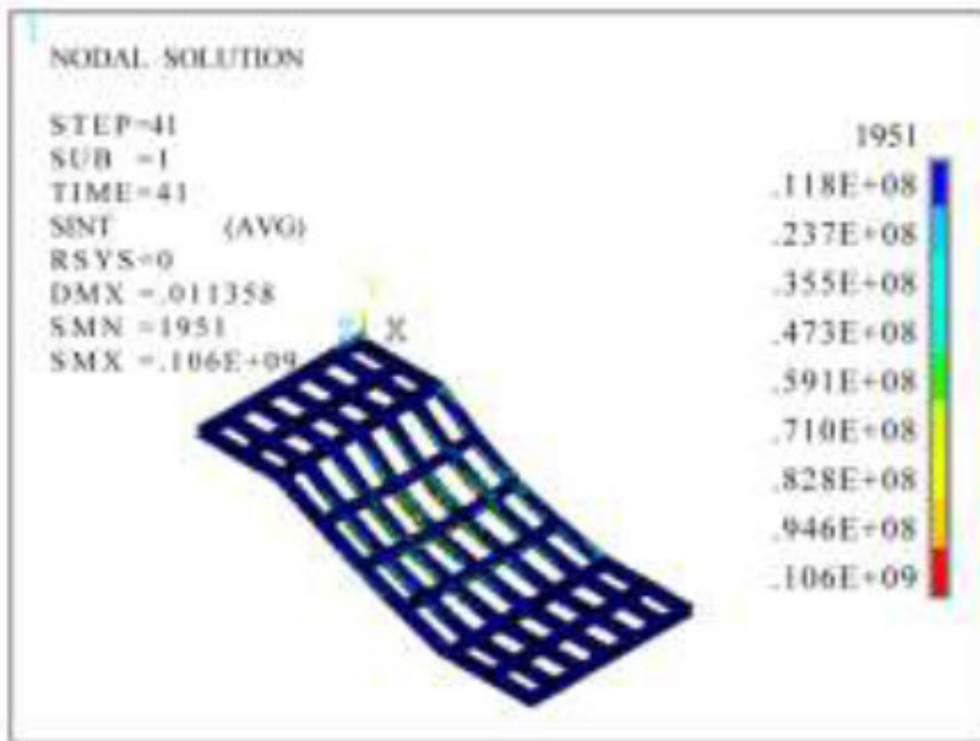 1
NODAL SOLUTION
STEP=41
SUB =1
TIME=41
SINT (AVG)
RSYS=0
DMX =.011358
SMN =1951
SMX =.106E+09
Y
Z X
1951
.118E+08
.237E+08
.355E+08
.473E+08
.591E+08
.710E+08
.828E+08
.946E+08
.106E+09